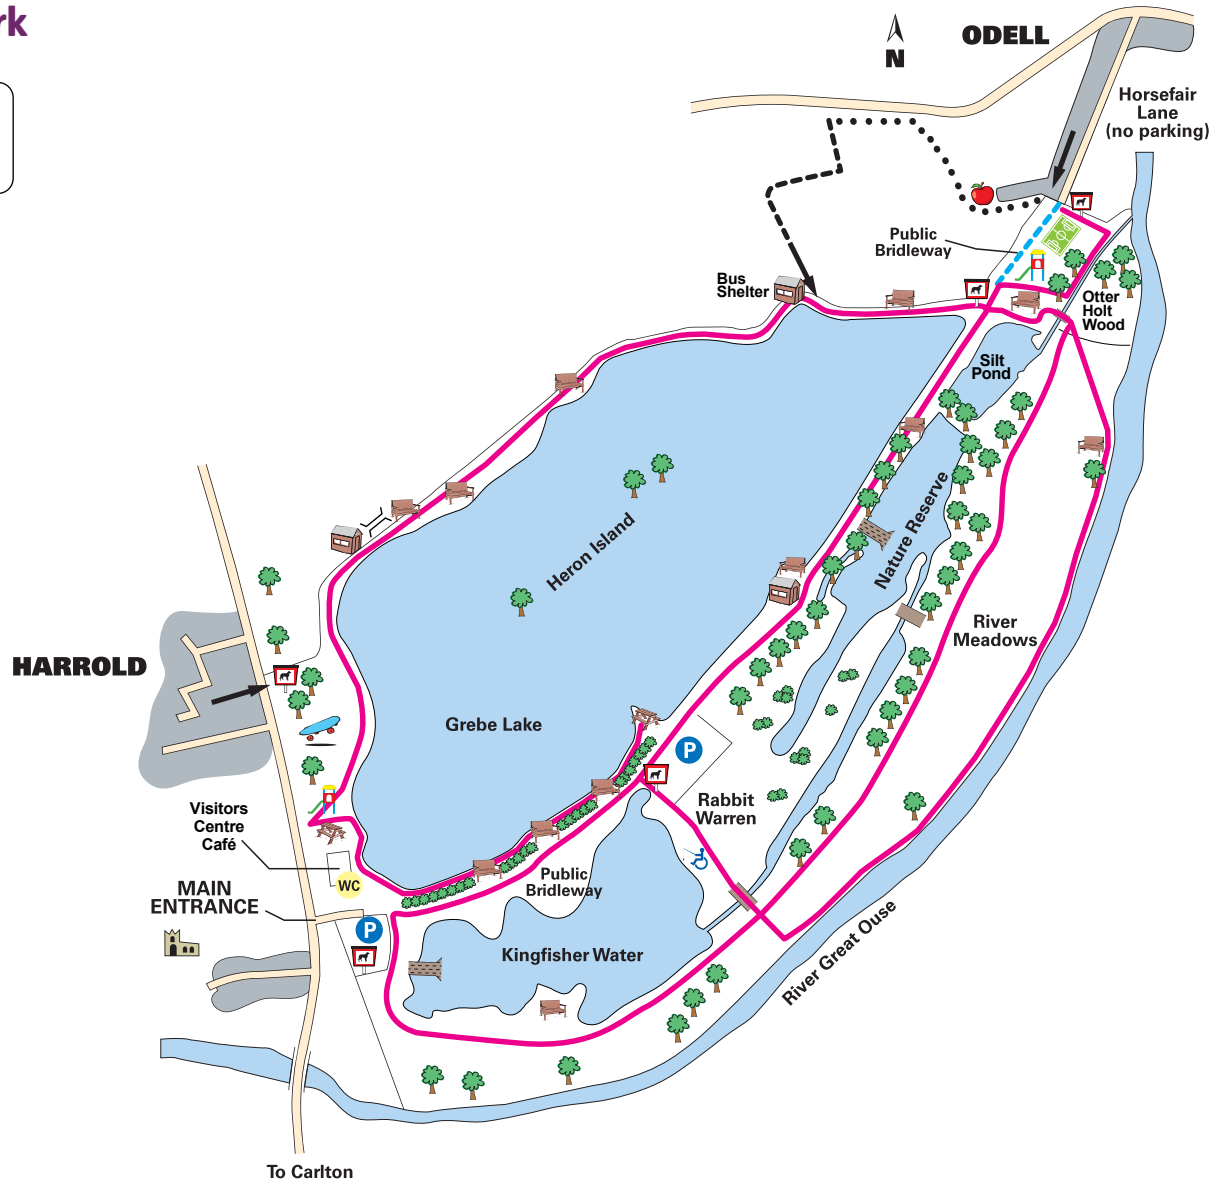 rk
N
ODELL
Horsefair
Lane
(no parking)
Public
Bridleway
Bus
Shelter
Otter
Holt
Wood
Silt
Pond
Nature Reserve
Heron Island
River
Meadows
HARROLD
Grebe Lake
P
Rabbit
Warren
Visitors
Centre
Café
WC
Public
Bridleway
MAIN
ENTRANCE
P
Kingfisher Water
River Great Ouse
To Carlton